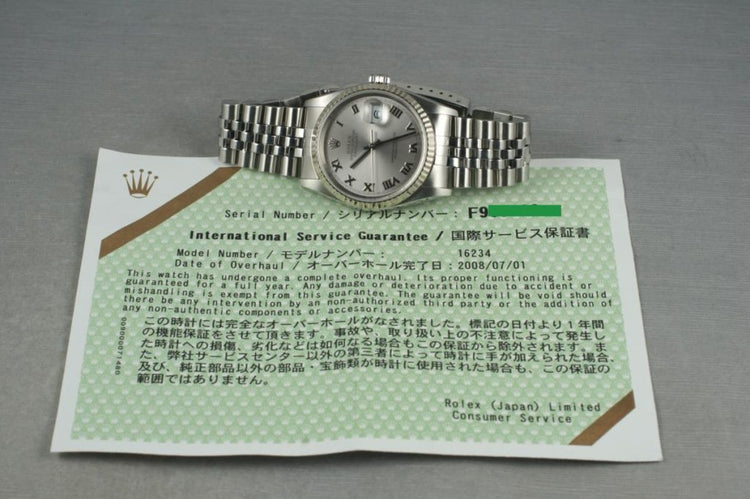 I
II
V
VI
VII
VIII
IX
X
XI
Serial Number / シリアルナンバー : F9
International Service Guarantee / 国際サービス保証書
Model Number / モデルナンバー : 16234
Date of Overhaul / オーバーホール完了日 : 2008/07/01
This watch has undergone a complete overhaul. Its proper functioning is
guaranteed for a full year. Any damage or deterioration due to accident or
mishandling is exempt from this guarantee. The guarantee will be void should
there be any intervention by an non-authorized third party or the addition of
any non-authentic components or accessories.
この時計には完全なオーバーホールがなされました。標記の日付より1年間
の機能保証をさせて頂きます。事故や、取り扱い上の不注意によって発生し
た時計への損傷、劣化などは如何なる場合もこの保証から除外されます。ま
た、弊社サービスセンター以外の第三者によって時計に手が加えられた場合、
及び、純正部品以外の部品・宝飾類が時計に使用された場合も、この保証の
範囲ではありません。
Rolex (Japan) Limited
Consumer Service